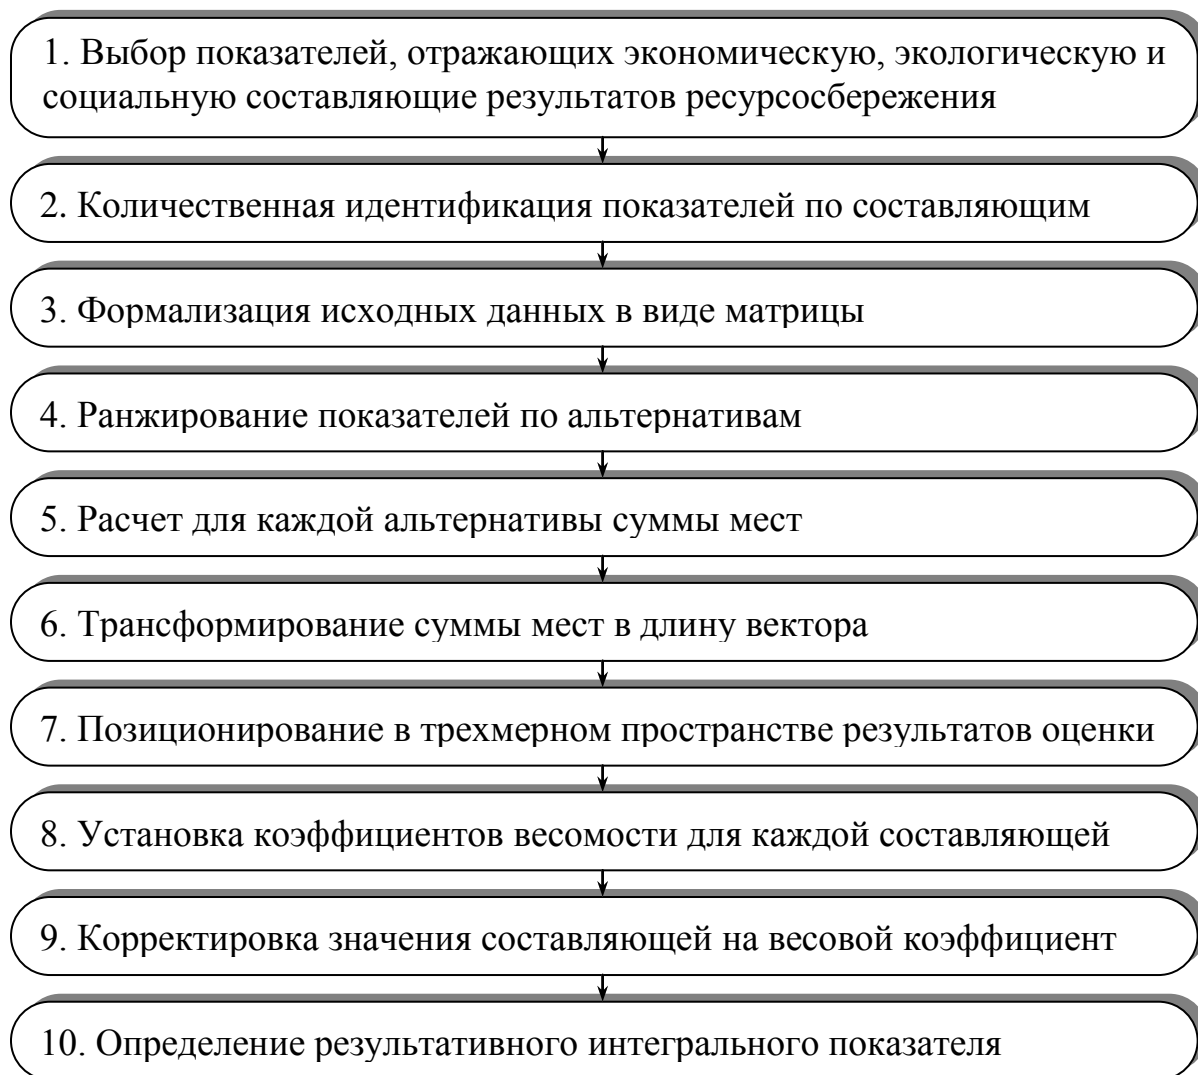 1. Выбор показателей, отражающих экономическую, экологическую и
социальную составляющие результатов ресурсосбережения
2. Количественная идентификация показателей по составляющим
3. Формализация исходных данных в виде матрицы
4. Ранжирование показателей по альтернативам
5. Расчет для каждой альтернативы суммы мест
6. Трансформирование суммы мест в длину вектора
7. Позиционирование в трехмерном пространстве результатов оценки
8. Установка коэффициентов весомости для каждой составляющей
9. Корректировка значения составляющей на весовой коэффициент
10. Определение результативного интегрального показателя